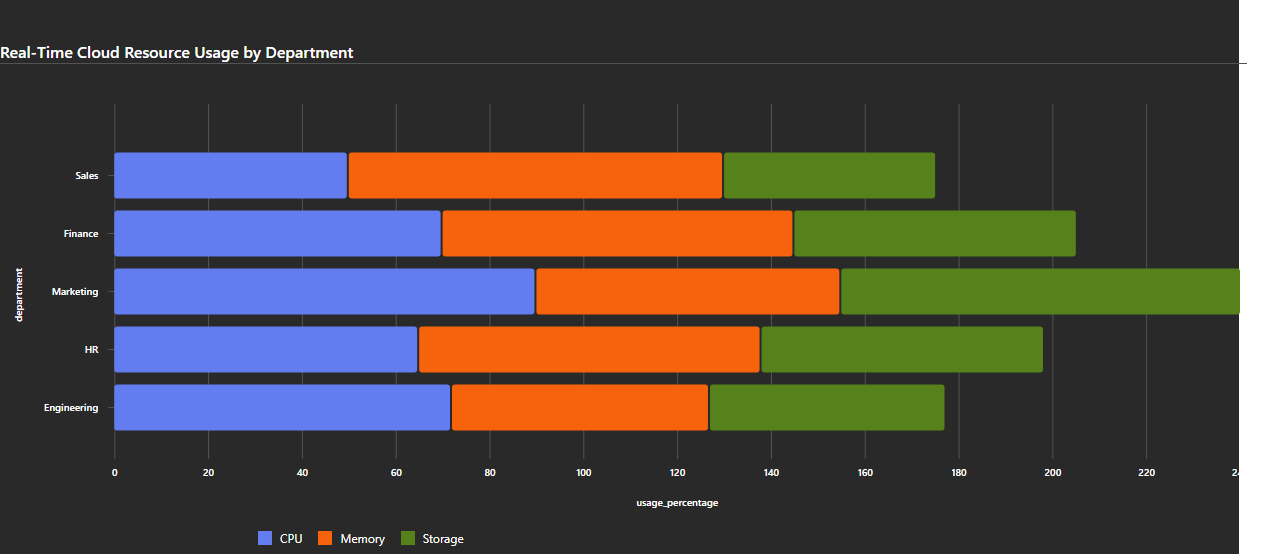 Real-Time Cloud Resource Usage by Department
Sales
Finance
Marketing
HR
Engineering
department
0 20 40 60 80 100 120 140 160 180 200 220
usage_percentage
CPU Memory Storage